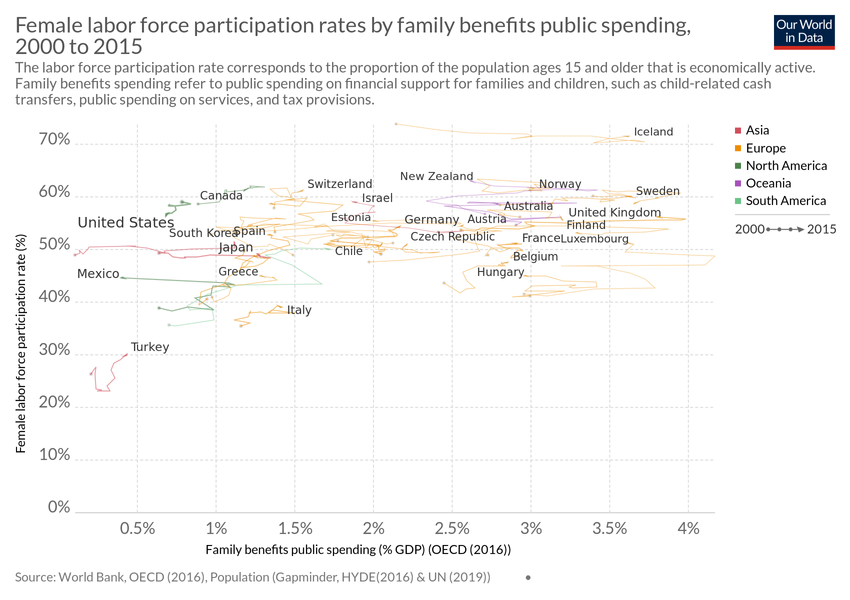 Female labor force participation rates by family benefits public spending,
2000 to 2015
Our World
in Data
The labor force participation rate corresponds to the proportion of the population ages 15 and older that is economically active.
Family benefits spending refer to public spending on financial support for families and children, such as child-related cash
transfers, public spending on services, and tax provisions.
70%
60%
50%
40%
30%
20%
10%
0%
Female labor force participation rate (%)
Iceland
New Zealand
Norway
Switzerland
Sweden
Canada
Israel
Australia
United Kingdom
United States
Estonia
Germany
Austria
Finland
South Korea
Spain
Czech Republic
France
Luxembourg
Japan
Chile
Belgium
Mexico
Greece
Hungary
Italy
Turkey
0.5%
1%
1.5%
2%
2.5%
3%
3.5%
4%
Family benefits public spending (% GDP) (OECD (2016))
Asia
Europe
North America
Oceania
South America
2000 2015
Source: World Bank, OECD (2016), Population (Gapminder, HYDE(2016) & UN (2019))